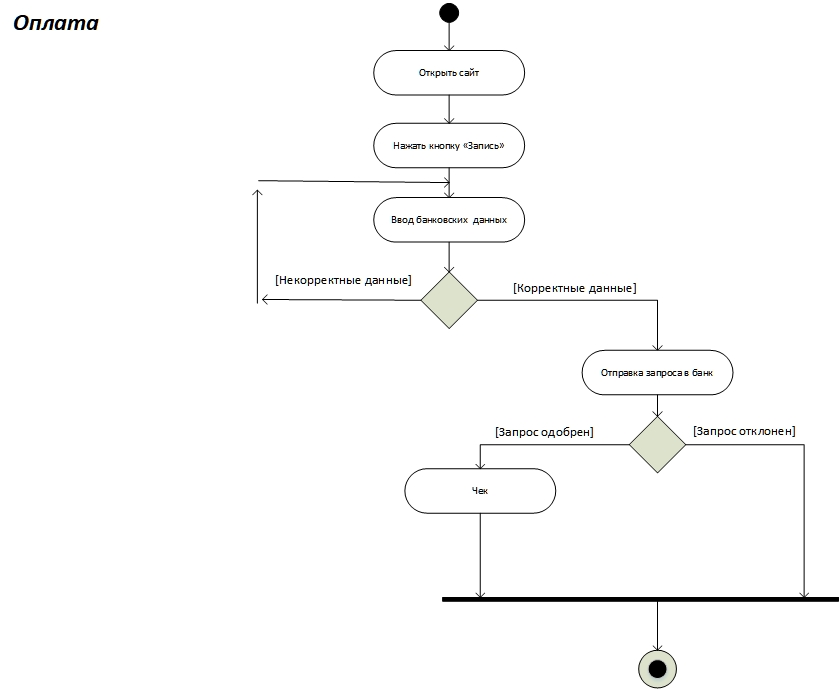 Оплата
Открыть сайт
Нажать кнопку «Запись»
Ввод банковских данных
[Некорректные данные]
[Корректные данные]
Отправка запроса в банк
[Запрос одобрен]
[Запрос отклонен]
Чек